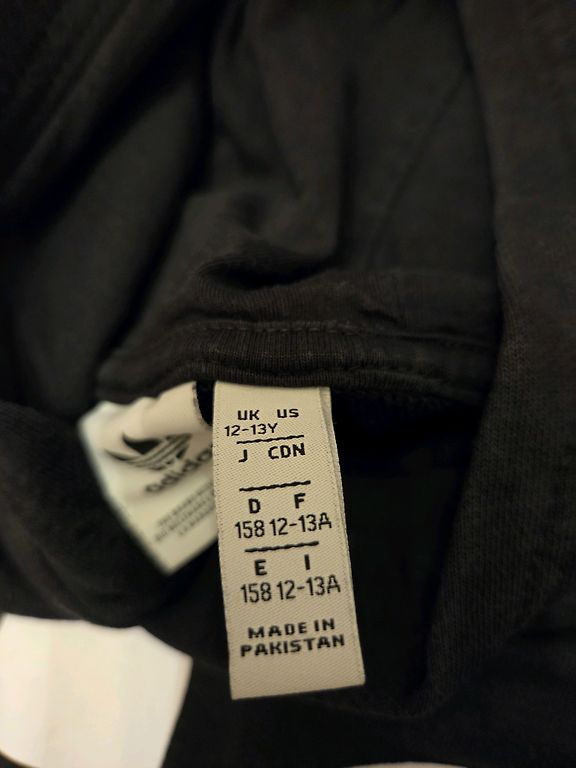 UK US
12-13Y
J CDN
D F
158 12-13A
E I
158 12-13A
MADE IN
PAKISTAN
adidas